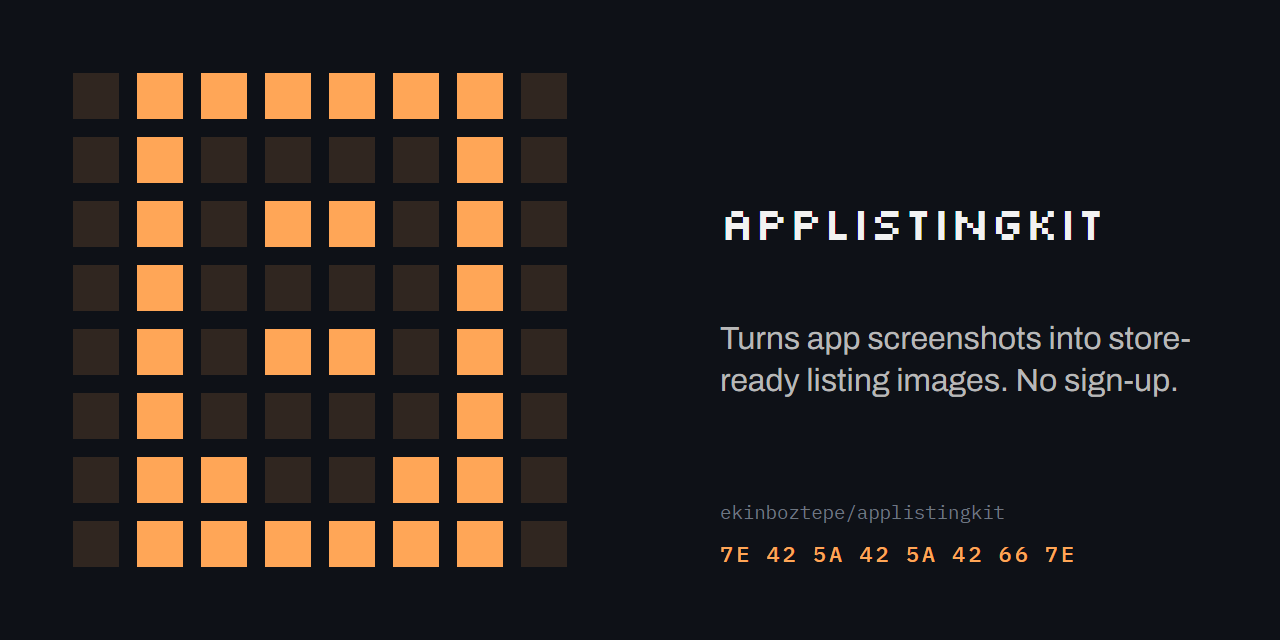 APPLISTINGKIT
Turns app screenshots into store-
ready listing images. No sign-up.
ekinboztepe/applistingkit
7E 42 5A 42 5A 42 66 7E